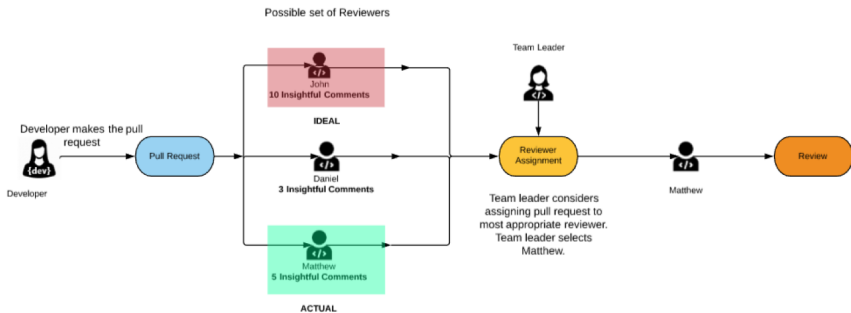 Possible set of Reviewers
Team Leader
John
10 Insightful Comments
IDEAL
Developer makes the pull
request
{dev}
Developer
Pull Request
Daniel
3 Insightful Comments
Reviewer
Assignment
Matthew
Review
Team leader considers
assigning pull request to
most appropriate reviewer.
Team leader selects
Matthew.
Matthew
5 Insightful Comments
ACTUAL